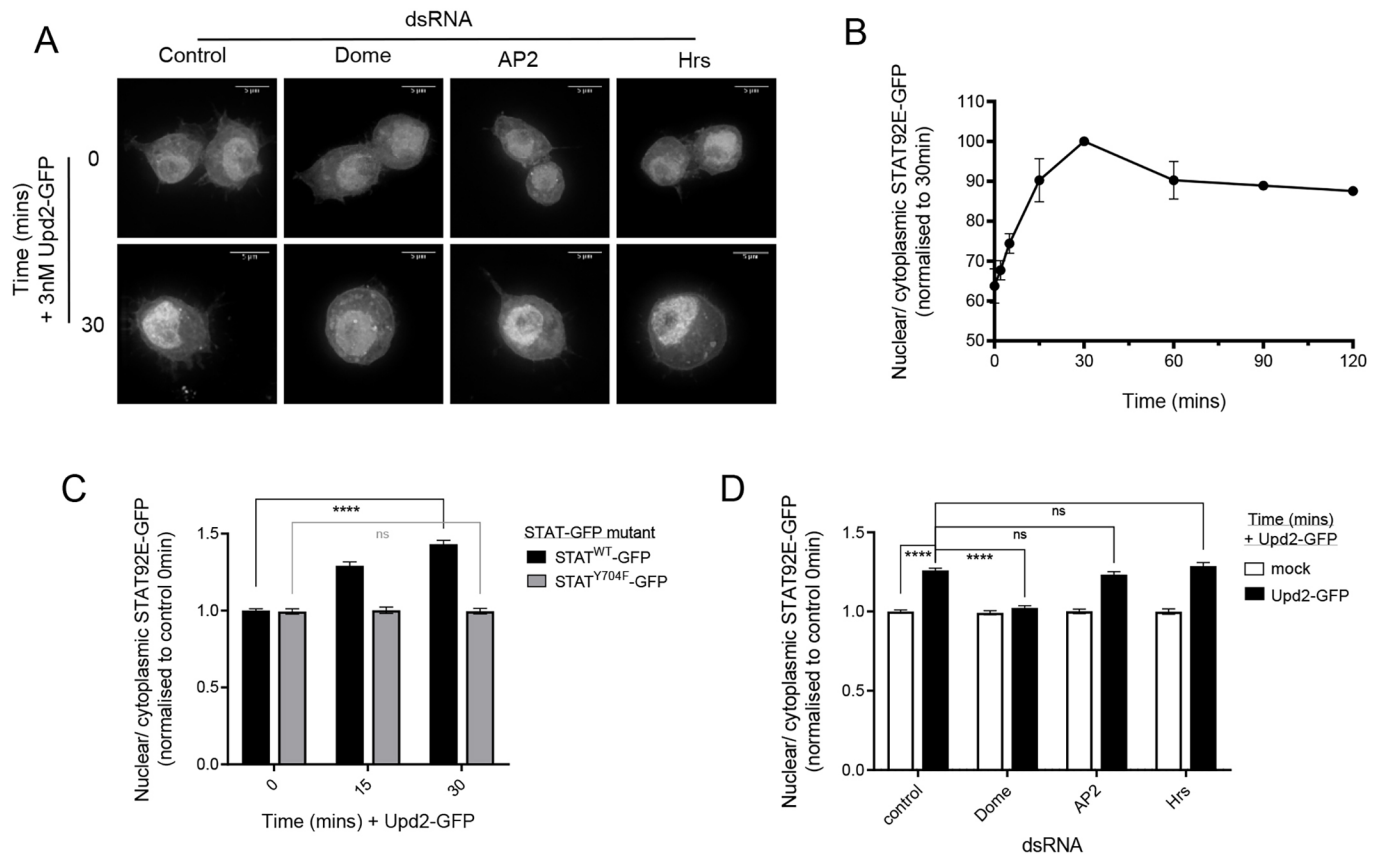 A
dsRNA
Control Dome AP2 Hrs
5 µm 5 µm 5 µm 5 µm
Time (mins)
+ 3nM Upd2-GFP
0
30
5 µm 5 µm 5 µm 5 µm
B
Nuclear/ cytoplasmic STAT92E-GFP
(normalised to 30min)
110
100
90
80
70
60
50
0 30 60 90 120
Time (mins)
C
Nuclear/ cytoplasmic STAT92E-GFP
(normalised to control 0min)
1.5
1.0
0.5
0.0
****
ns
STAT-GFP mutant
STATWT-GFP
STATY704F-GFP
0 15 30
Time (mins) + Upd2-GFP
D
Nuclear/ cytoplasmic STAT92E-GFP
(normalised to control 0min)
1.5
1.0
0.5
0.0
ns
ns
**** ****
Time (mins)
+ Upd2-GFP
mock
Upd2-GFP
control Dome AP2 Hrs
dsRNA